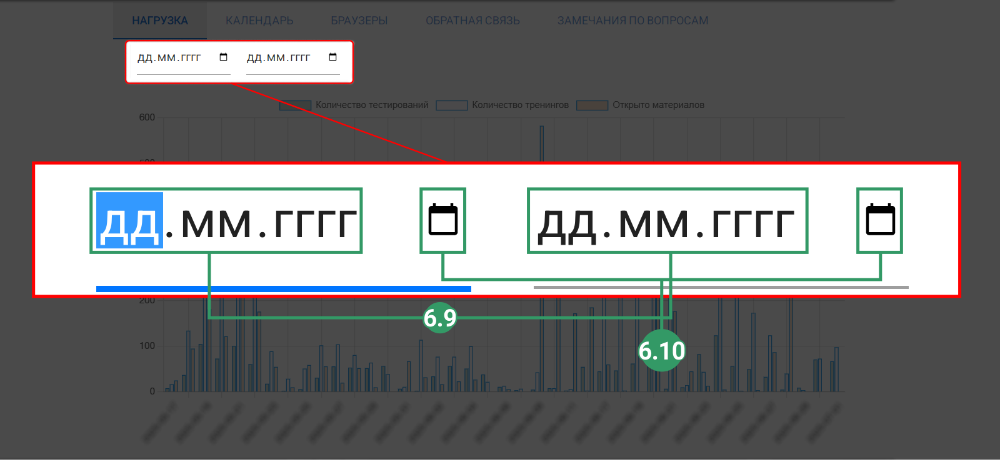 НАГРУЗКА КАЛЕНДАРЬ БРАУЗЕРЫ ОБРАТНАЯ СВЯЗЬ ЗАМЕЧАНИЯ ПО ВОПРОСАМ
ДД.ММ.ГГГГ ДД.ММ.ГГГГ
Количество тестирований Количество тренингов Открыто материалов
600
ДД.ММ.ГГГГ ДД.ММ.ГГГГ
200
6.9
100
6.10
0